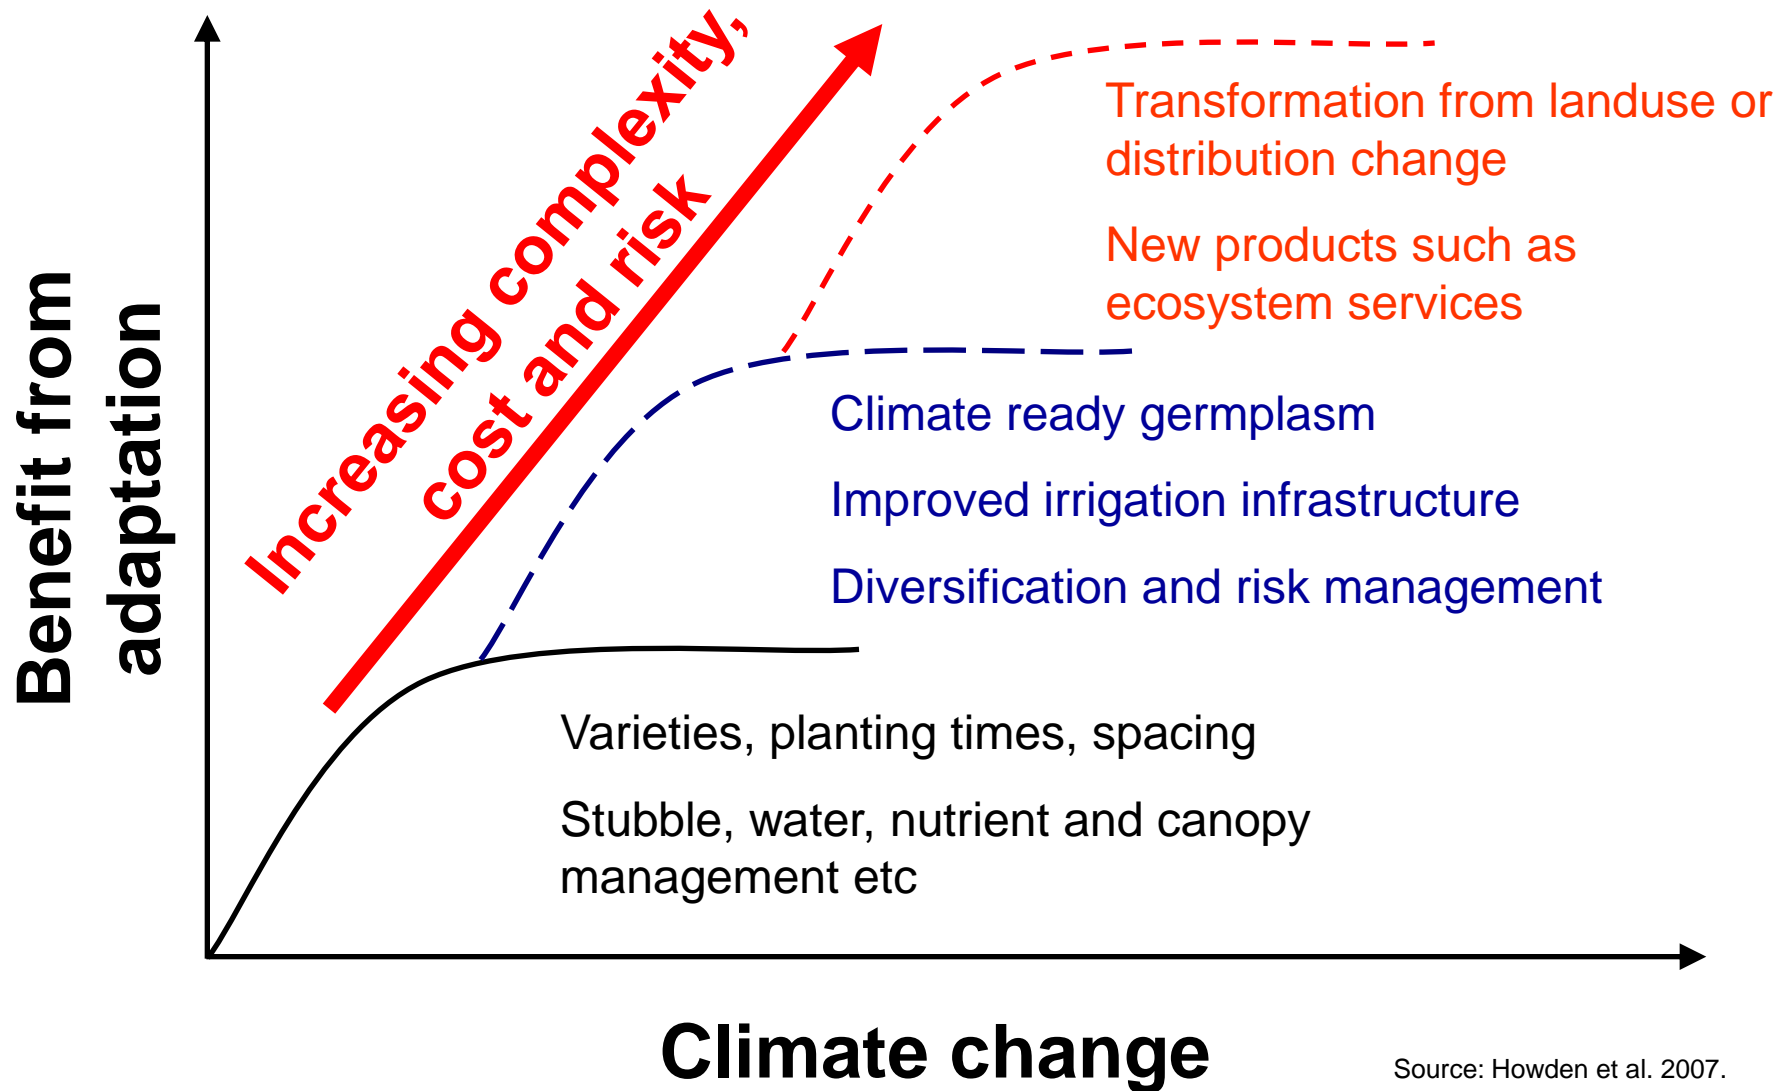 Benefit from
adaptation
Increasing complexity,
cost and risk
Transformation from landuse or
distribution change
New products such as
ecosystem services
Climate ready germplasm
Improved irrigation infrastructure
Diversification and risk management
Varieties, planting times, spacing
Stubble, water, nutrient and canopy
management etc
Climate change
Source: Howden et al. 2007.